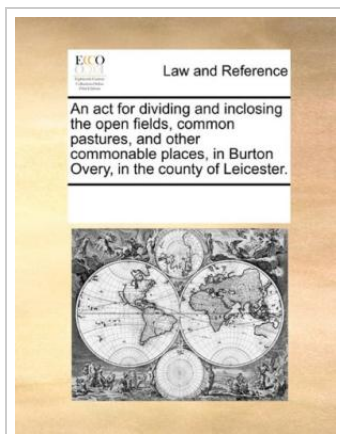 ECCO
Law and Reference
An act for dividing and inclosing
the open fields, common
pastures, and other
commonable places, in Burton
Overy, in the county of Leicester.